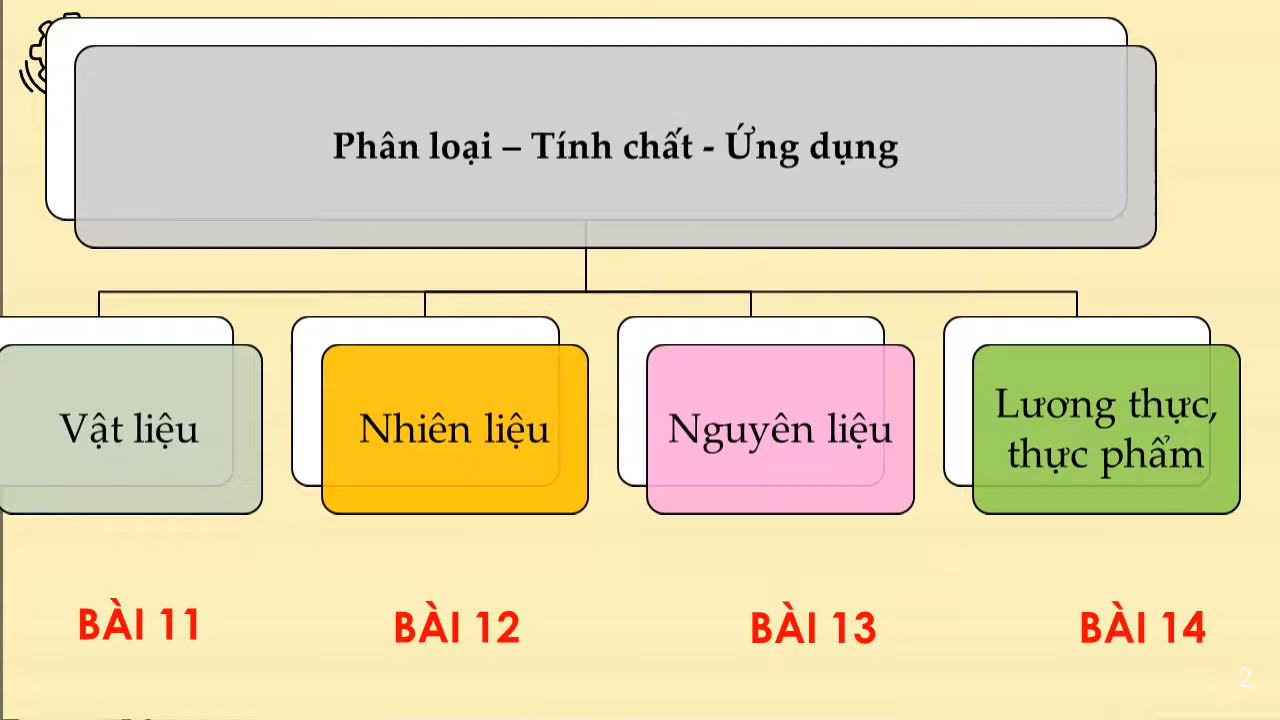 Phân loại – Tính chất - Ứng dụng
Vật liệu
Nhiên liệu
Nguyên liệu
Lương thực,
thực phẩm
BÀI 11
BÀI 12
BÀI 13
BÀI 14
2